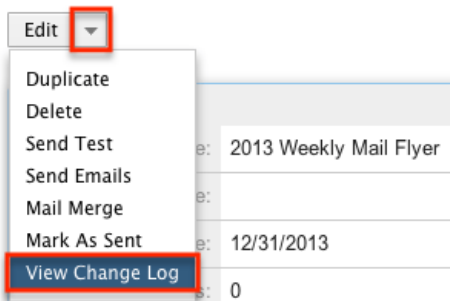 Edit
Duplicate
Delete
Send Test
Send Emails
Mail Merge
Mark As Sent
View Change Log
e: 2013 Weekly Mail Flyer
e:
e: 12/31/2013
s: 0